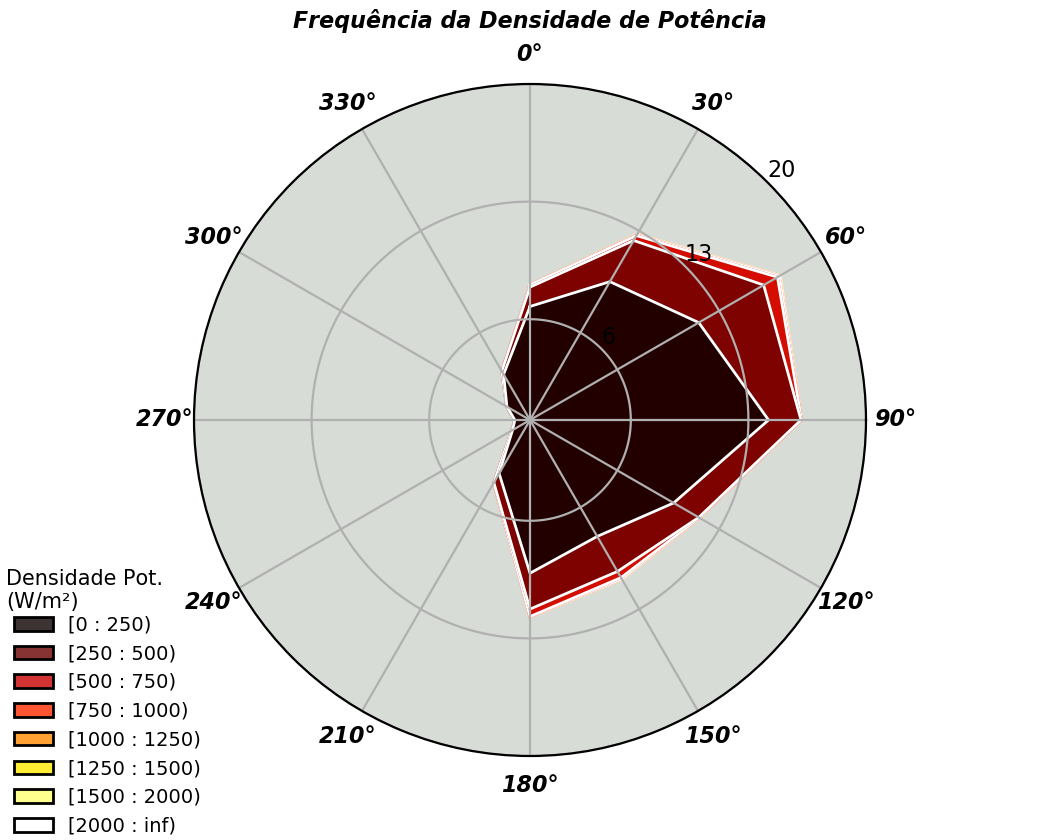 Frequência da Densidade de Potência
0°
330°
30°
20
300°
60°
13
6
270°
90°
240°
120°
210°
150°
180°
Densidade Pot.
(W/m²)
[0 : 250)
[250 : 500)
[500 : 750)
[750 : 1000)
[1000 : 1250)
[1250 : 1500)
[1500 : 2000)
[2000 : inf)